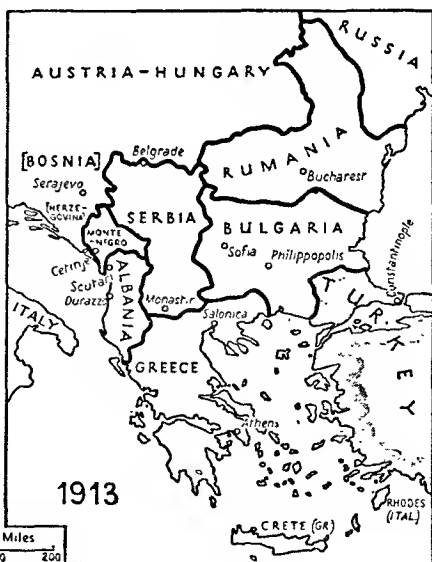 RUSSIA
AUSTRIA-HUNGARY
RUMANIA
[BOSNIA]
Belgrade
Serajevo
Bucharest
[HERZE-
GOVINA]
SERBIA
BULGARIA
MONTE-
NEGRO
Sofia
Philippopolis
Constantinople
Cetinje
Scutari
ALBANIA
Durazzo
Monastir
Salonica
TURKEY
ITALY
GREECE
Athens
1913
RHODES
(ITAL)
CRETE (GR)
Miles
0 200